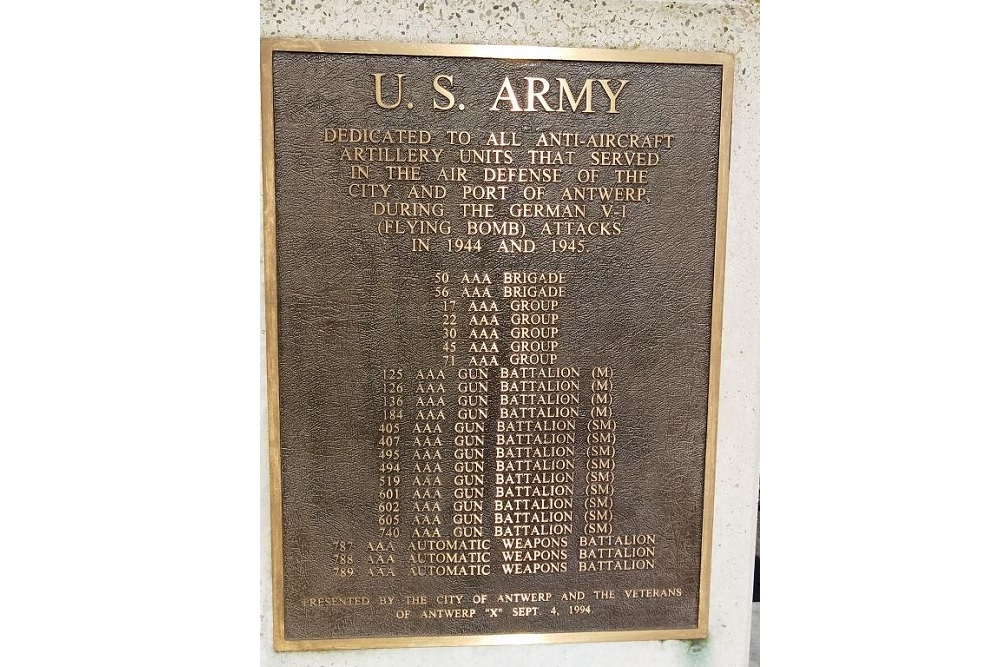 U. S. ARMY
DEDICATED TO ALL ANTI-AIRCRAFT
ARTILLERY UNITS THAT SERVED
IN THE AIR DEFENSE OF THE
CITY AND PORT OF ANTWERP,
DURING THE GERMAN V-1
(FLYING BOMB) ATTACKS
IN 1944 AND 1945
50 AAA BRIGADE
56 AAA BRIGADE
17 AAA GROUP
22 AAA GROUP
30 AAA GROUP
45 AAA GROUP
71 AAA GROUP
125 AAA GUN BATTALION (M)
126 AAA GUN BATTALION (M)
136 AAA GUN BATTALION (M)
184 AAA GUN BATTALION (M)
405 AAA GUN BATTALION (SM)
407 AAA GUN BATTALION (SM)
495 AAA GUN BATTALION (SM)
494 AAA GUN BATTALION (SM)
519 AAA GUN BATTALION (SM)
601 AAA GUN BATTALION (SM)
602 AAA GUN BATTALION (SM)
605 AAA GUN BATTALION (SM)
740 AAA GUN BATTALION (SM)
787 AAA AUTOMATIC WEAPONS BATTALION
788 AAA AUTOMATIC WEAPONS BATTALION
789 AAA AUTOMATIC WEAPONS BATTALION
PRESENTED BY THE CITY OF ANTWERP AND THE VETERANS
OF ANTWERP "X" SEPT. 4, 1994